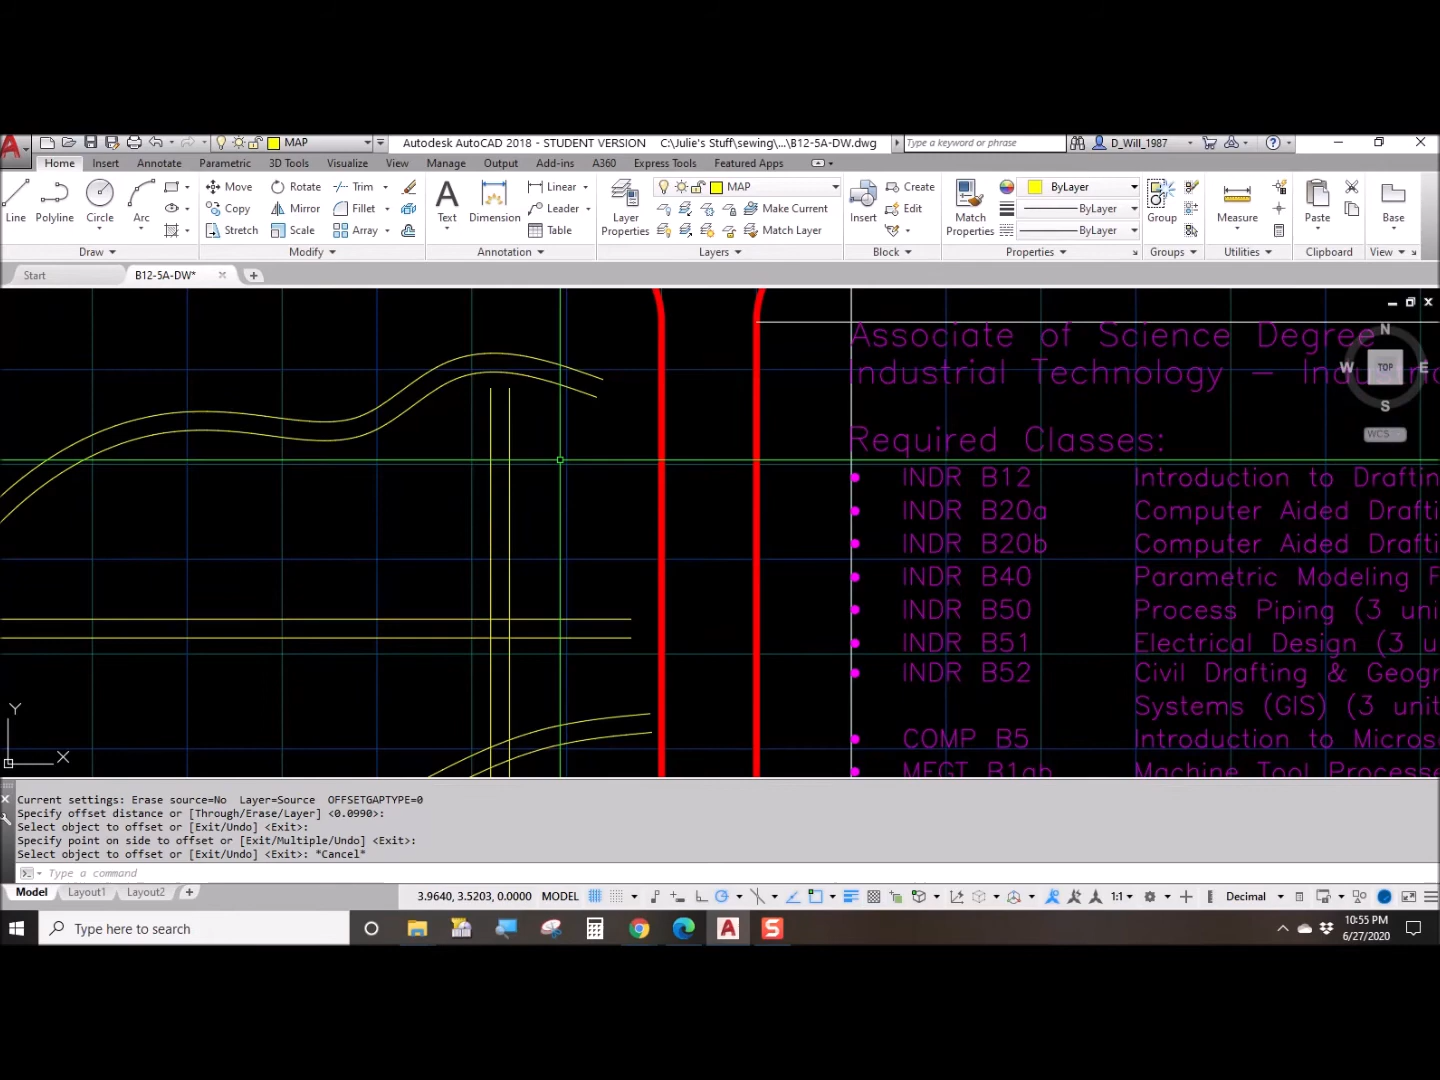 MAP
Autodesk AutoCAD 2018 - STUDENT VERSION C:\Julie's Stuff\sewing\...\B12-5A-DW.dwg
Type a keyword or phrase
D_Will_1987
Home Insert Annotate Parametric 3D Tools Visualize View Manage Output Add-ins A360 Express Tools Featured Apps
Line Polyline Circle Arc
Move Rotate Trim
Copy Mirror Fillet
Stretch Scale Array
Text Dimension
Linear
Leader
Table
Layer Properties
MAP
Make Current
Match Layer
Insert
Create
Edit
Match Properties
ByLayer
ByLayer
ByLayer
Group
Measure
Paste
Base
Draw Modify Annotation Layers Block Properties Groups Utilities Clipboard View
Start B12-5A-DW*
Associate of Science Degree
Industrial Technology –
Required Classes:
INDR B12 Introduction to Draftin
INDR B20a Computer Aided Drafti
INDR B20b Computer Aided Drafti
INDR B40 Parametric Modeling F
INDR B50 Process Piping (3 uni
INDR B51 Electrical Design (3 u
INDR B52 Civil Drafting & Geogr
Systems (GIS) (3 unit
COMP B5 Introduction to Micros
MFGT B1ab Machine Tool Processe
N
W TOP E
S
WCS
Y
X
Current settings: Erase source=No Layer=Source OFFSETGAPTYPE=0
Specify offset distance or [Through/Erase/Layer] <0.0990>:
Select object to offset or [Exit/Undo] <Exit>:
Specify point on side to offset or [Exit/Multiple/Undo] <Exit>:
Select object to offset or [Exit/Undo] <Exit>: *Cancel*
Type a command
Model Layout1 Layout2
3.9640, 3.5203, 0.0000 MODEL
1:1
Decimal
Type here to search
10:55 PM
6/27/2020